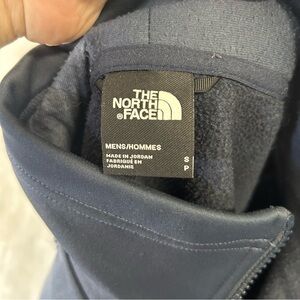 THE
NORTH
FACE
MENS/HOMMES
MADE IN JORDAN
FABRIQUÉ EN
JORDANIE
S
P